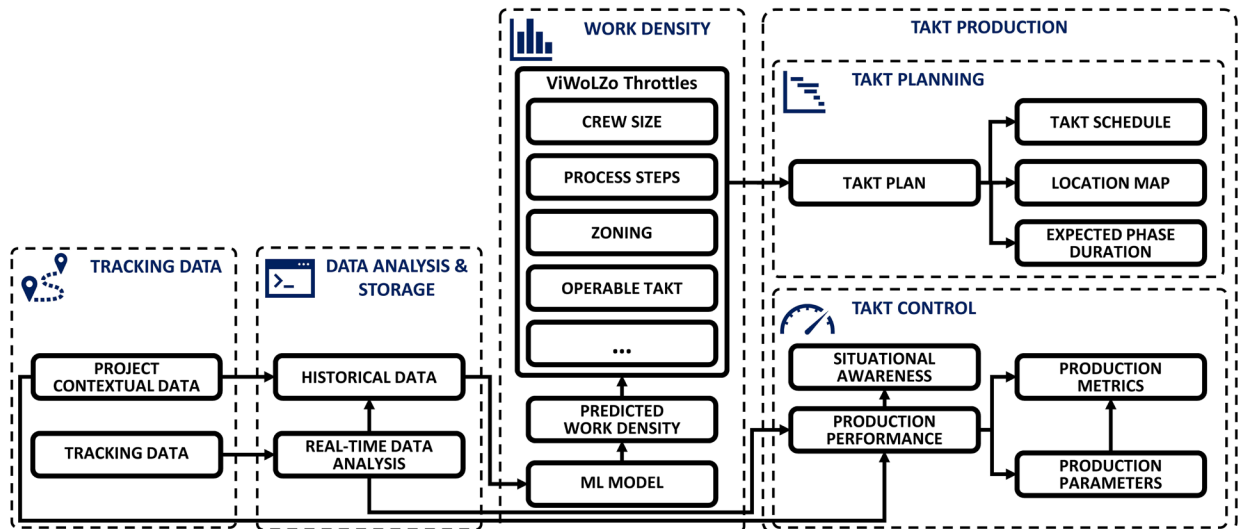 TRACKING DATA
PROJECT
CONTEXTUAL DATA
TRACKING DATA
DATA ANALYSIS &
STORAGE
>_
HISTORICAL DATA
REAL-TIME DATA
ANALYSIS
WORK DENSITY
ViWoLZo Throttles
CREW SIZE
PROCESS STEPS
ZONING
OPERABLE TAKT
...
PREDICTED
WORK DENSITY
ML MODEL
TAKT PRODUCTION
TAKT PLANNING
TAKT PLAN
TAKT SCHEDULE
LOCATION MAP
EXPECTED PHASE
DURATION
TAKT CONTROL
SITUATIONAL
AWARENESS
PRODUCTION
PERFORMANCE
PRODUCTION
METRICS
PRODUCTION
PARAMETERS